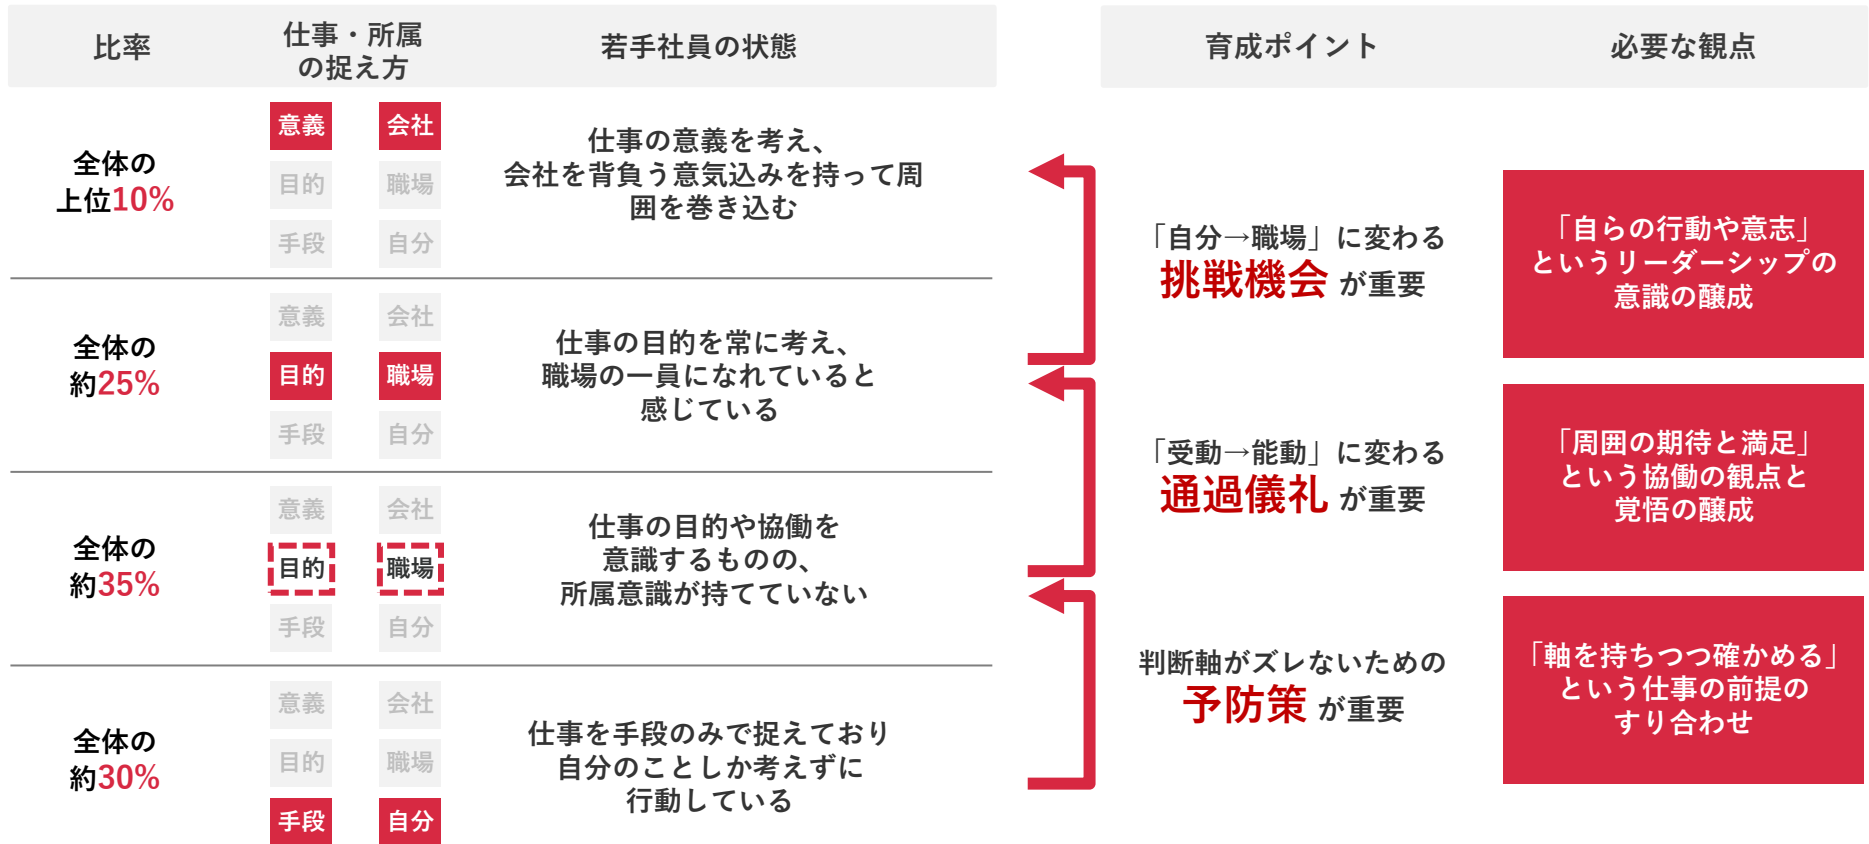 比率
仕事・所属
の捉え方
若手社員の状態
育成ポイント
必要な観点
全体の
上位10%
意義
会社
目的
職場
手段
自分
仕事の意義を考え、
会社を背負う意気込みを持って周
囲を巻き込む
全体の
約25%
意義
会社
目的
職場
手段
自分
仕事の目的を常に考え、
職場の一員になれていると
感じている
全体の
約35%
意義
会社
目的
職場
手段
自分
仕事の目的や協働を
意識するものの、
所属意識が持てていない
全体の
約30%
意義
会社
目的
職場
手段
自分
仕事を手段のみで捉えており
自分のことしか考えずに
行動している
「自分→職場」に変わる
挑戦機会 が重要
「自らの行動や意志」
というリーダーシップの
意識の醸成
「受動→能動」に変わる
通過儀礼 が重要
「周囲の期待と満足」
という協働の観点と
覚悟の醸成
判断軸がズレないための
予防策 が重要
「軸を持ちつつ確かめる」
という仕事の前提の
すり合わせ